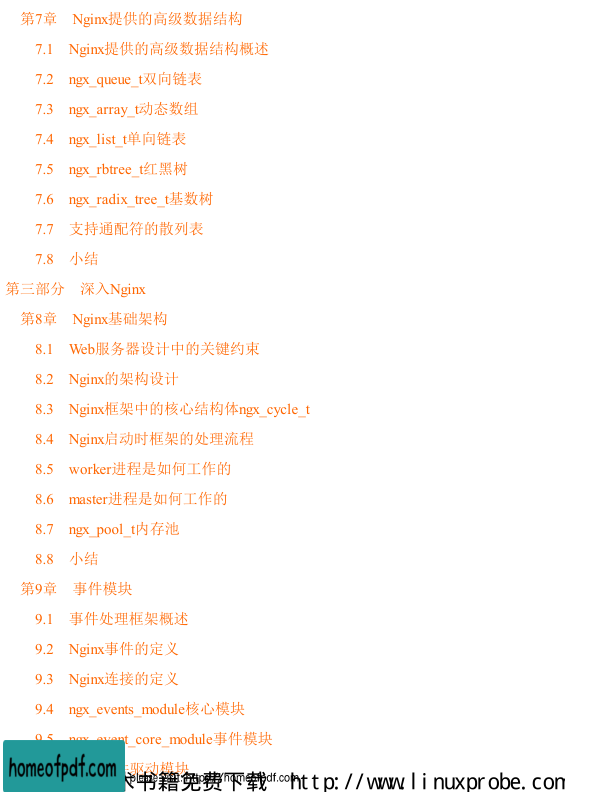 第7章 Nginx提供的高级数据结构
7.1 Nginx提供的高级数据结构概述
7.2 ngx_queue_t双向链表
7.3 ngx_array_t动态数组
7.4 ngx_list_t单向链表
7.5 ngx_rbtree_t红黑树
7.6 ngx_radix_tree_t基数树
7.7 支持通配符的散列表
7.8 小结
第三部分 深入Nginx
第8章 Nginx基础架构
8.1 Web服务器设计中的关键约束
8.2 Nginx的架构设计
8.3 Nginx框架中的核心结构体ngx_cycle_t
8.4 Nginx启动时框架的处理流程
8.5 worker进程是如何工作的
8.6 master进程是如何工作的
8.7 ngx_pool_t内存池
8.8 小结
第9章 事件模块
9.1 事件处理框架概述
9.2 Nginx事件的定义
9.3 Nginx连接的定义
9.4 ngx_events_module核心模块
9.5 ngx_event_core_module事件模块
驱动模块
homeofpdf.com
术书籍免费下载 http://www.linuxprobe.com